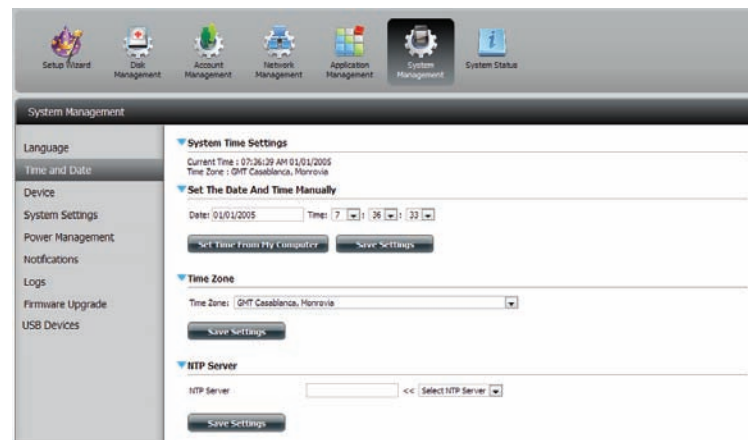 Setup Wizard
Disk Management
Account Management
Network Management
Application Management
System Management
System Status
System Management
Language
Time and Date
Device
System Settings
Power Management
Notifications
Logs
Firmware Upgrade
USB Devices
System Time Settings
Current Time : 07:36:39 AM 01/01/2005
Time Zone : GMT Casablanca, Monrovia
Set The Date And Time Manually
Date: 01/01/2005 Time: 7 : 36 : 33
Set Time From My Computer Save Settings
Time Zone
Time Zone: GMT Casablanca, Monrovia
Save Settings
NTP Server
NTP Server << Select NTP Server
Save Settings